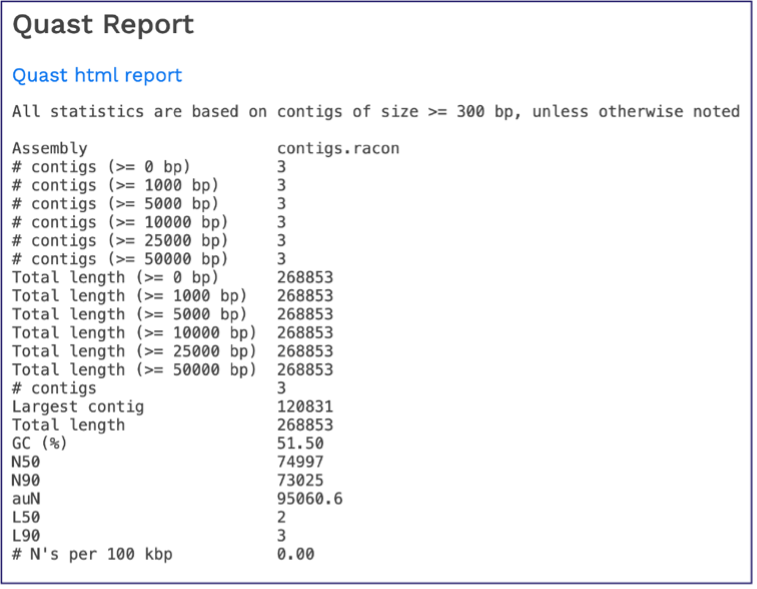 Quast Report
Quast html report
All statistics are based on contigs of size >= 300 bp, unless otherwise noted
Assembly contigs.racon
# contigs (>= 0 bp) 3
# contigs (>= 1000 bp) 3
# contigs (>= 5000 bp) 3
# contigs (>= 10000 bp) 3
# contigs (>= 25000 bp) 3
# contigs (>= 50000 bp) 3
Total length (>= 0 bp) 268853
Total length (>= 1000 bp) 268853
Total length (>= 5000 bp) 268853
Total length (>= 10000 bp) 268853
Total length (>= 25000 bp) 268853
Total length (>= 50000 bp) 268853
# contigs 3
Largest contig 120831
Total length 268853
GC (%) 51.50
N50 74997
N90 73025
auN 95060.6
L50 2
L90 3
# N's per 100 kbp 0.00